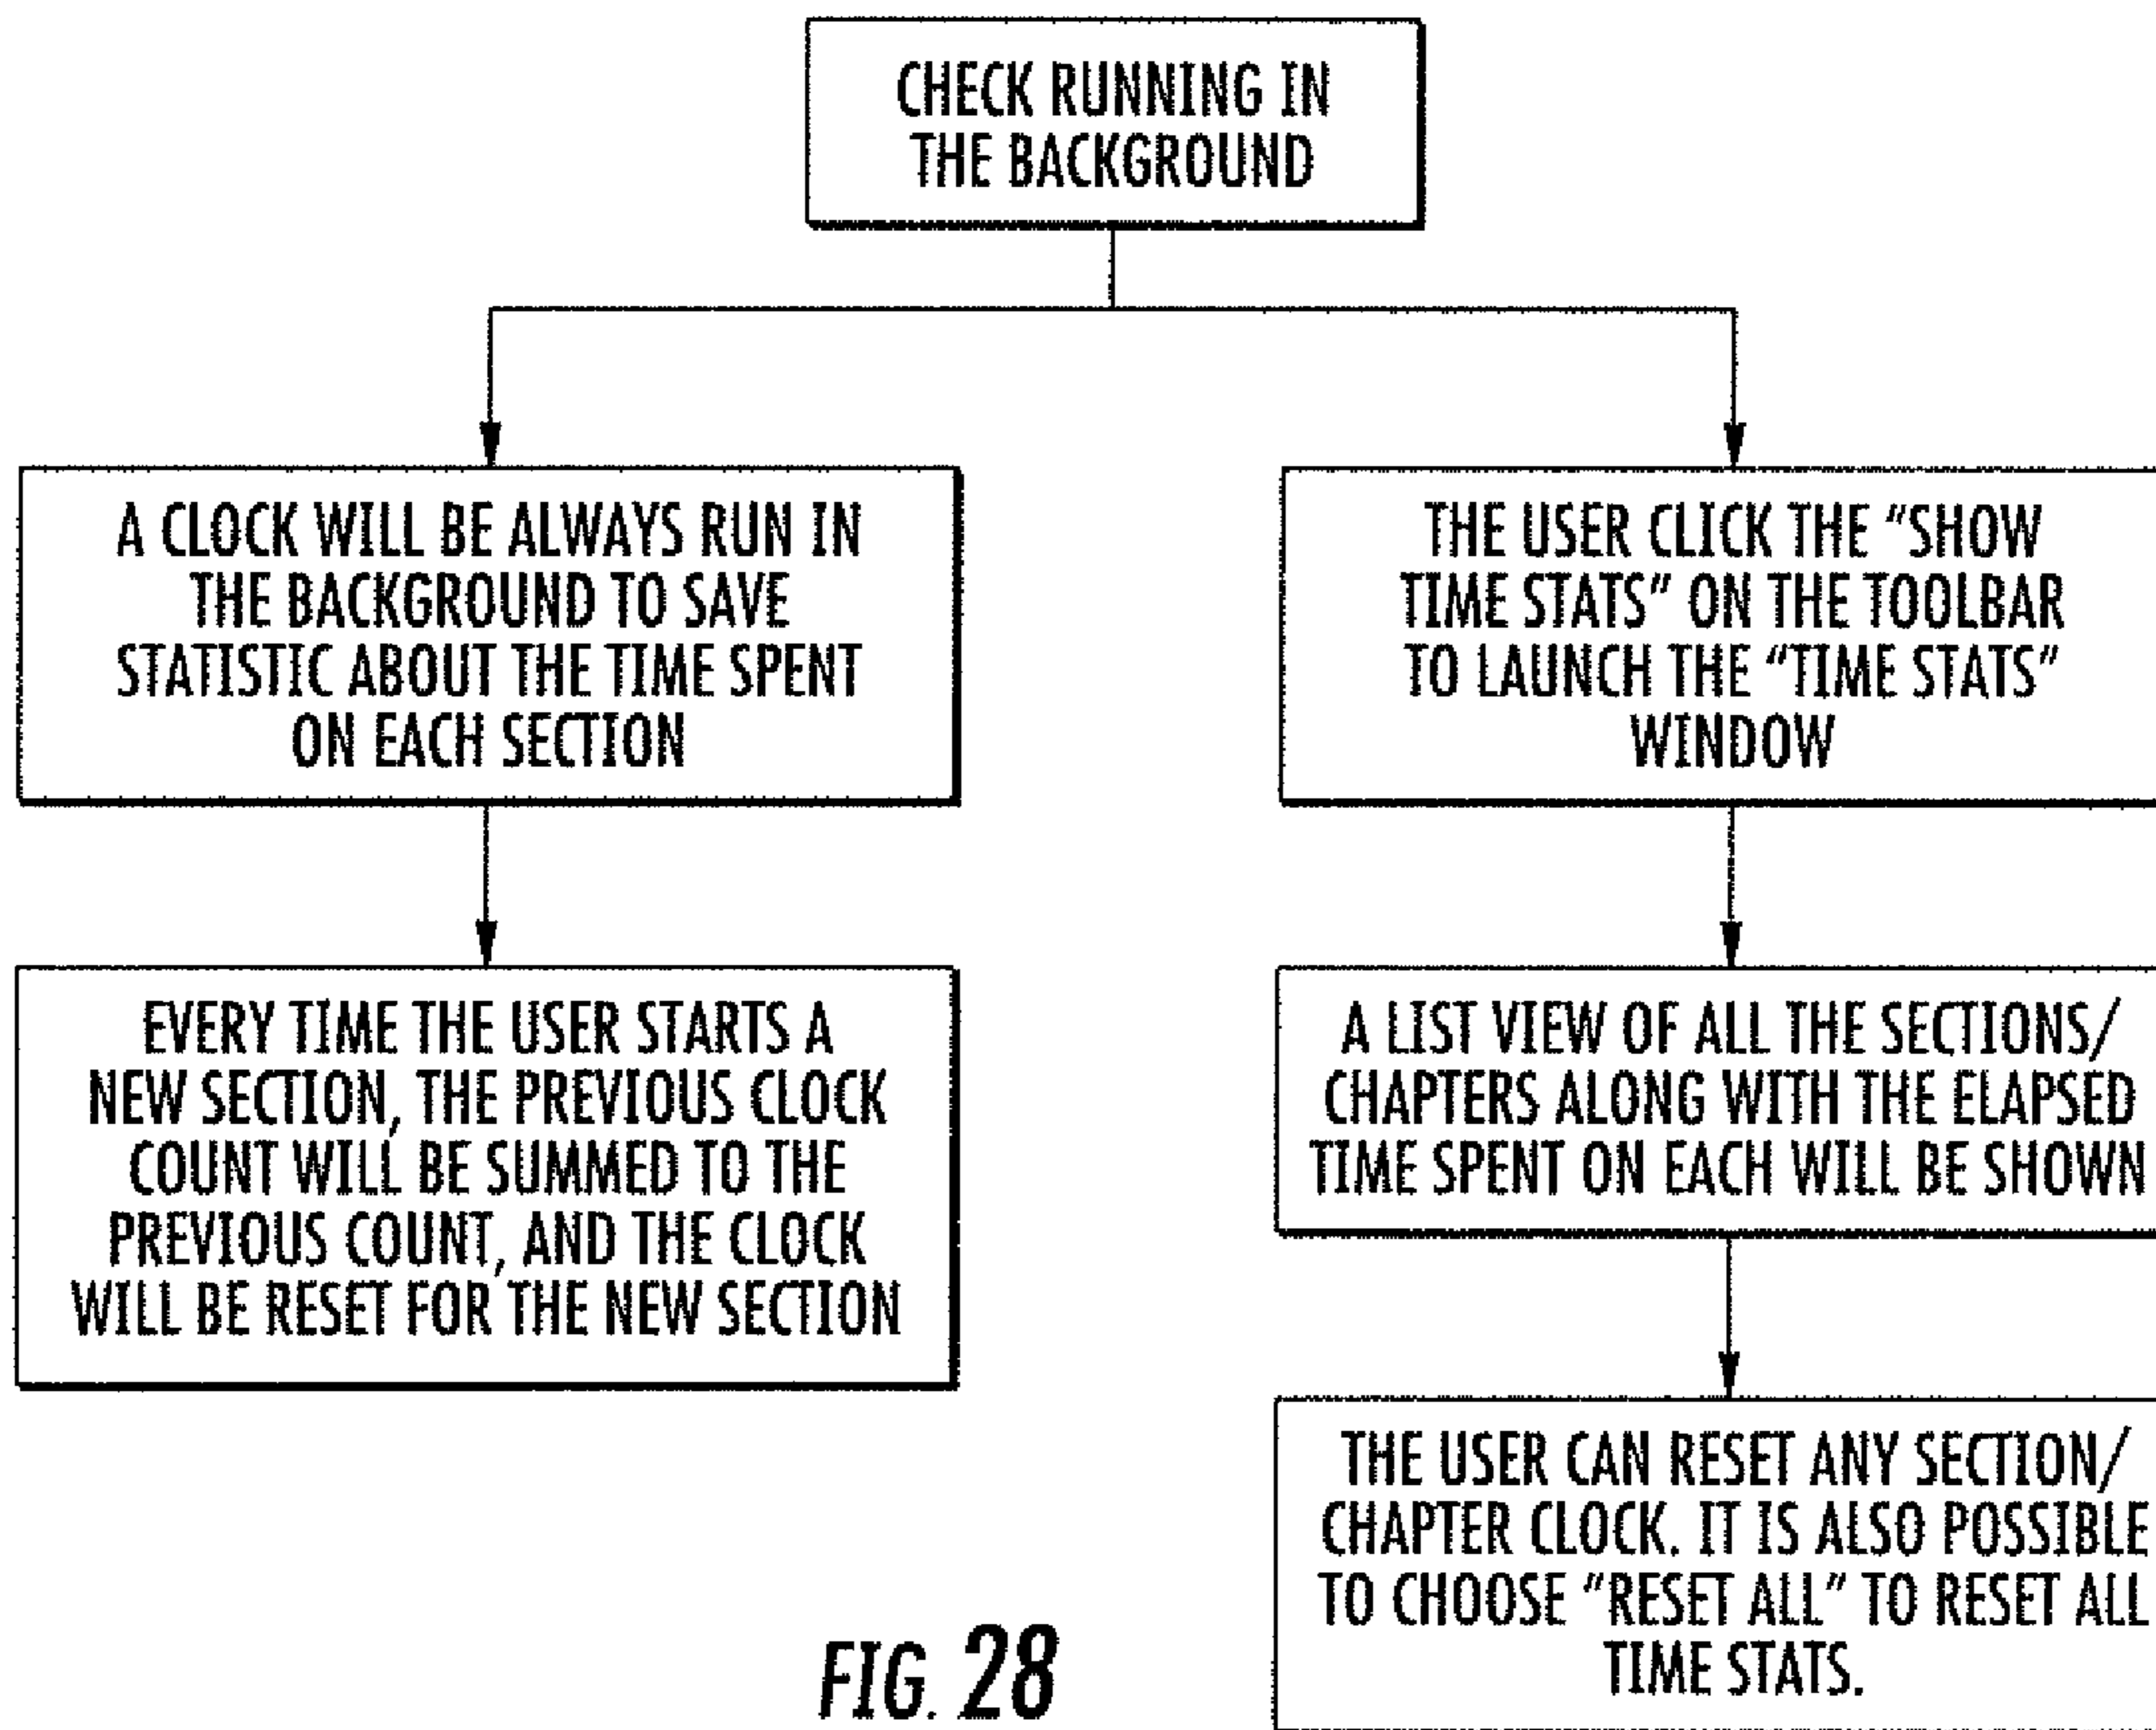 CHECK RUNNING IN
THE BACKGROUND
A CLOCK WILL BE ALWAYS RUN IN
THE BACKGROUND TO SAVE
STATISTIC ABOUT THE TIME SPENT
ON EACH SECTION
EVERY TIME THE USER STARTS A
NEW SECTION, THE PREVIOUS CLOCK
COUNT WILL BE SUMMED TO THE
PREVIOUS COUNT, AND THE CLOCK
WILL BE RESET FOR THE NEW SECTION
THE USER CLICK THE "SHOW
TIME STATS" ON THE TOOLBAR
TO LAUNCH THE "TIME STATS"
WINDOW
A LIST VIEW OF ALL THE SECTIONS/
CHAPTERS ALONG WITH THE ELAPSED
TIME SPENT ON EACH WILL BE SHOWN
THE USER CAN RESET ANY SECTION/
CHAPTER CLOCK. IT IS ALSO POSSIBLE
TO CHOOSE "RESET ALL" TO RESET ALL
TIME STATS.
FIG. 28